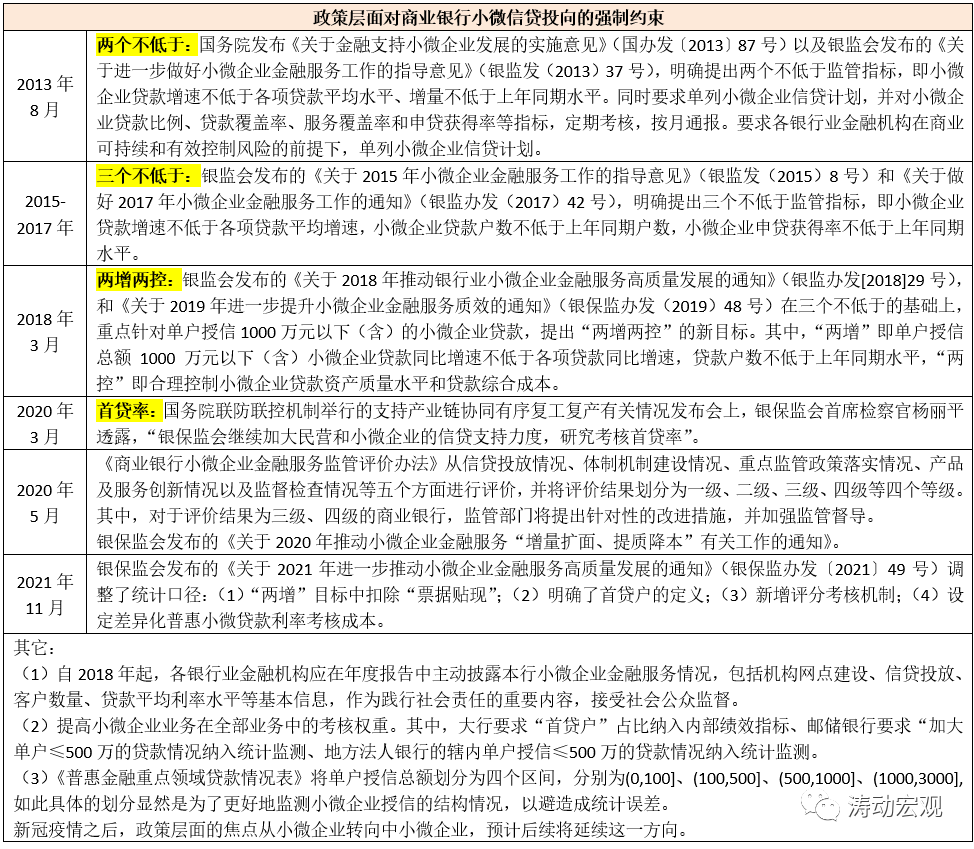 政策层面对商业银行小微信贷投向的强制约束
2013 年
8 月
两个不低于：国务院发布《关于金融支持小微企业发展的实施意见》（国办发〔2013〕87 号）以及银监会发布的《关
于进一步做好小微企业金融服务工作的指导意见》（银监发（2013）37 号），明确提出两个不低于监管指标，即小微
企业贷款增速不低于各项贷款平均水平、增量不低于上年同期水平。同时要求单列小微企业信贷计划，并对小微企
业贷款比例、贷款覆盖率、服务覆盖率和申贷获得率等指标，定期考核，按月通报。要求各银行业金融机构在商业
可持续和有效控制风险的前提下，单列小微企业信贷计划。
2015-
2017 年
三个不低于：银监会发布的《关于 2015 年小微企业金融服务工作的指导意见》（银监发（2015）8 号）和《关于做
好 2017 年小微企业金融服务工作的通知》（银监办发（2017）42 号），明确提出三个不低于监管指标，即小微企业
贷款增速不低于各项贷款平均增速，小微企业贷款户数不低于上年同期户数，小微企业申贷获得率不低于上年同期
水平。
2018 年
3 月
两增两控：银监会发布的《关于 2018 年推动银行业小微企业金融服务高质量发展的通知》（银监办发[2018]29 号），
和《关于 2019 年进一步提升小微企业金融服务质效的通知》（银保监办发（2019）48 号）在三个不低于的基础上，
重点针对单户授信 1000 万元以下（含）的小微企业贷款，提出“两增两控”的新目标。其中，“两增”即单户授信
总额 1000 万元以下（含）小微企业贷款同比增速不低于各项贷款同比增速，贷款户数不低于上年同期水平，“两
控”即合理控制小微企业贷款资产质量水平和贷款综合成本。
2020 年
3 月
首贷率：国务院联防联控机制举行的支持产业链协同有序复工复产有关情况发布会上，银保监会首席检察官杨丽平
透露，“银保监会继续加大民营和小微企业的信贷支持力度，研究考核首贷率”。
2020 年
5 月
《商业银行小微企业金融服务监管评价办法》从信贷投放情况、体制机制建设情况、重点监管政策落实情况、产品
及服务创新情况以及监督检查情况等五个方面进行评价，并将评价结果划分为一级、二级、三级、四级等四个等级。
其中，对于评价结果为三级、四级的商业银行，监管部门将提出针对性的改进措施，并加强监管督导。
银保监会发布的《关于 2020 年推动小微企业金融服务“增量扩面、提质降本”有关工作的通知》。
2021 年
11 月
银保监会发布的《关于 2021 年进一步推动小微企业金融服务高质量发展的通知》（银保监办发〔2021〕49 号）调
整了统计口径：（1）“两增”目标中扣除“票据贴现”；（2）明确了首贷户的定义；（3）新增评分考核机制；（4）设
定差异化普惠小微贷款利率考核成本。
其它：
（1）自 2018 年起，各银行业金融机构应在年度报告中主动披露本行小微企业金融服务情况，包括机构网点建设、信贷投放、
客户数量、贷款平均利率水平等基本信息，作为践行社会责任的重要内容，接受社会公众监督。
（2）提高小微企业业务在全部业务中的考核权重。其中，大行要求“首贷户”占比纳入内部绩效指标、邮储银行要求“加大
单户≤500 万的贷款情况纳入统计监测、地方法人银行的辖内单户授信≤500 万的贷款情况纳入统计监测。
（3）《普惠金融重点领域贷款情况表》将单户授信总额划分为四个区间，分别为(0,100]、(100,500]、(500,1000]、(1000,3000],
如此具体的划分显然是为了更好地监测小微企业授信的结构情况，以避造成统计误差。
新冠疫情之后，政策层面的焦点从小微企业转向中小微企业，预计后续将延续这一方向。
涛动宏观